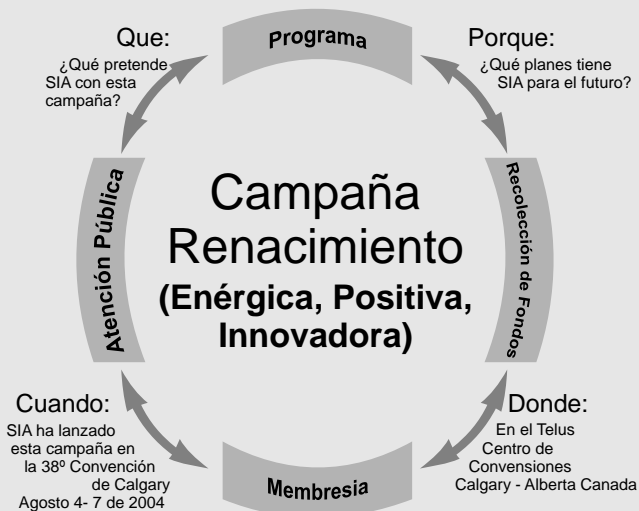 Que:
¿Qué pretende
SIA con esta
campaña?
Programa
Porque:
¿Qué planes tiene
SIA para el futuro?
Atención Pública
Campaña
Renacimiento
(Enérgica, Positiva,
Innovadora)
Recolección de Fondos
Cuando:
SIA ha lanzado
esta campaña en
la 38º Convención
de Calgary
Agosto 4- 7 de 2004
Membresia
Donde:
En el Telus
Centro de
Convensiones
Calgary - Alberta Canada